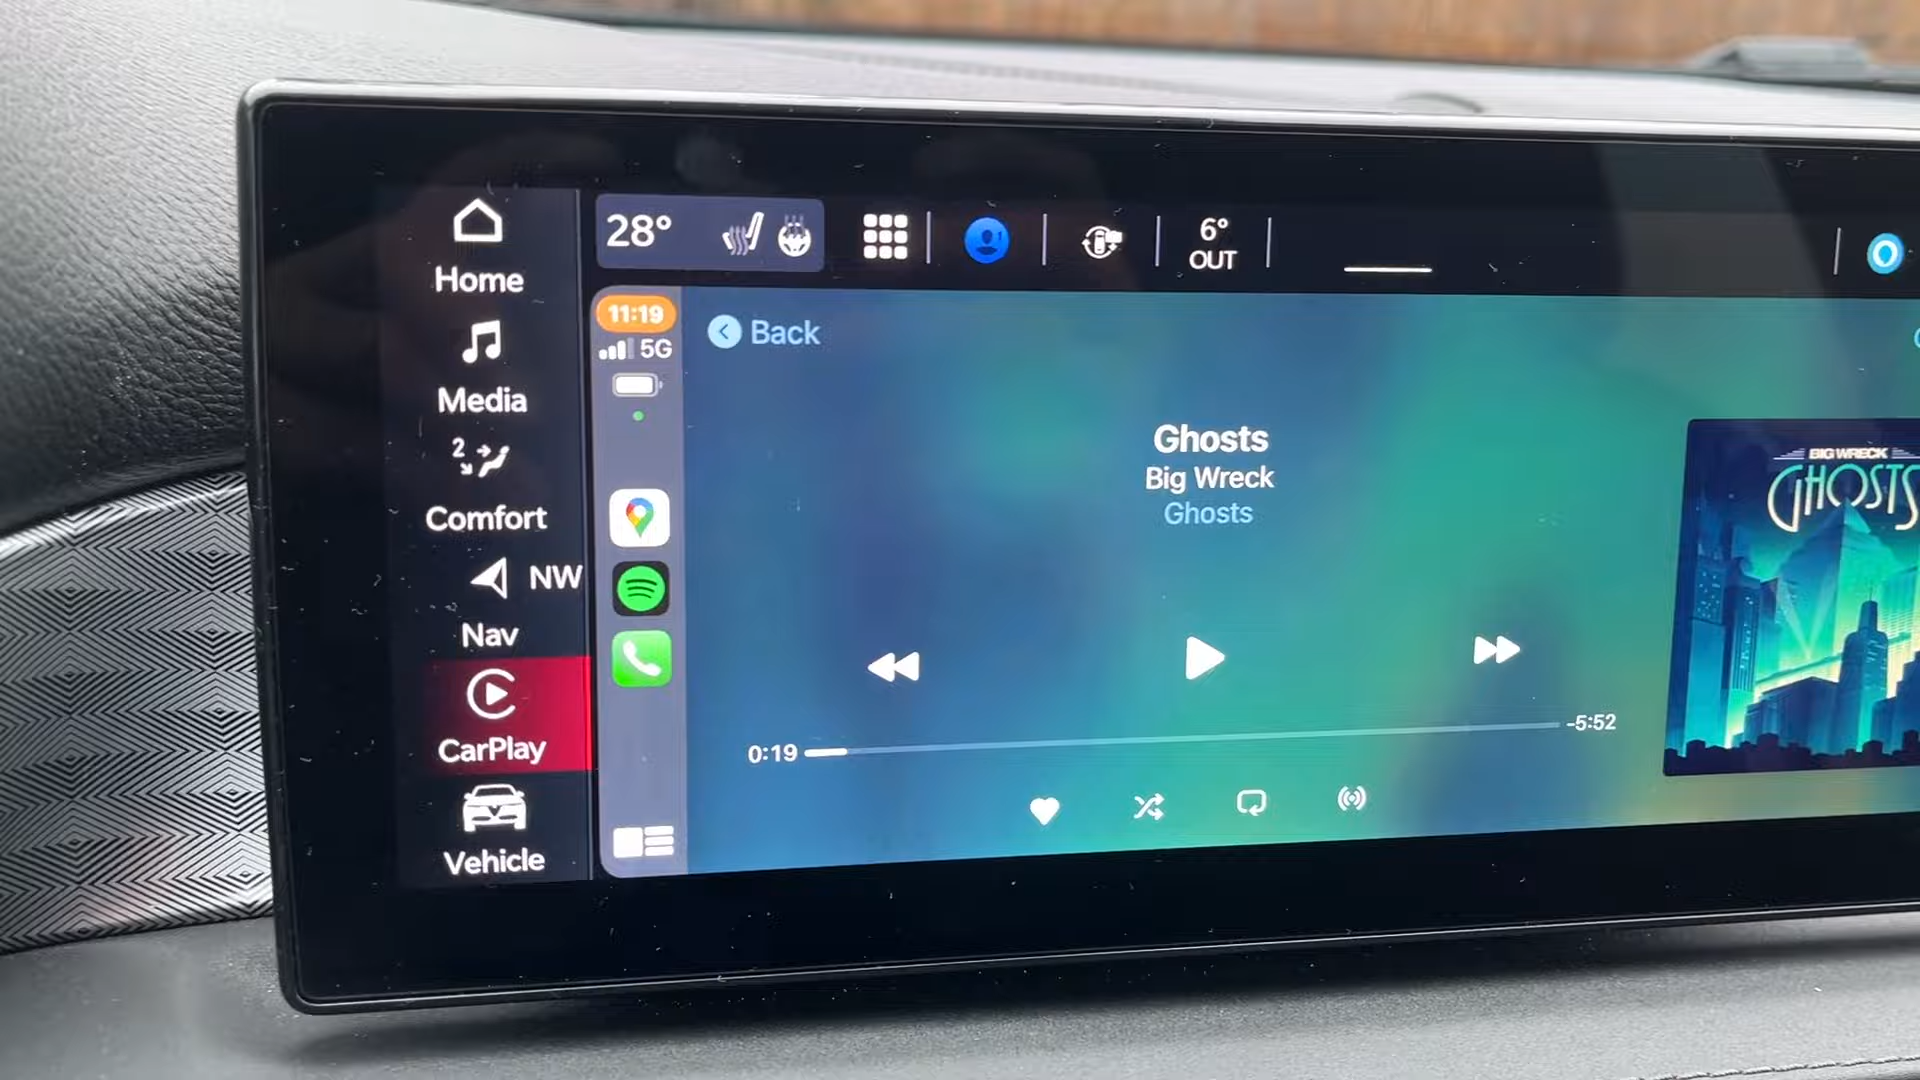 Home
Media
2
Comfort
NW
Nav
CarPlay
Vehicle
28°
6°
OUT
11:19
5G
Back
Ghosts
Big Wreck
Ghosts
0:19
-5:52
BIG WRECK
GHOSTS